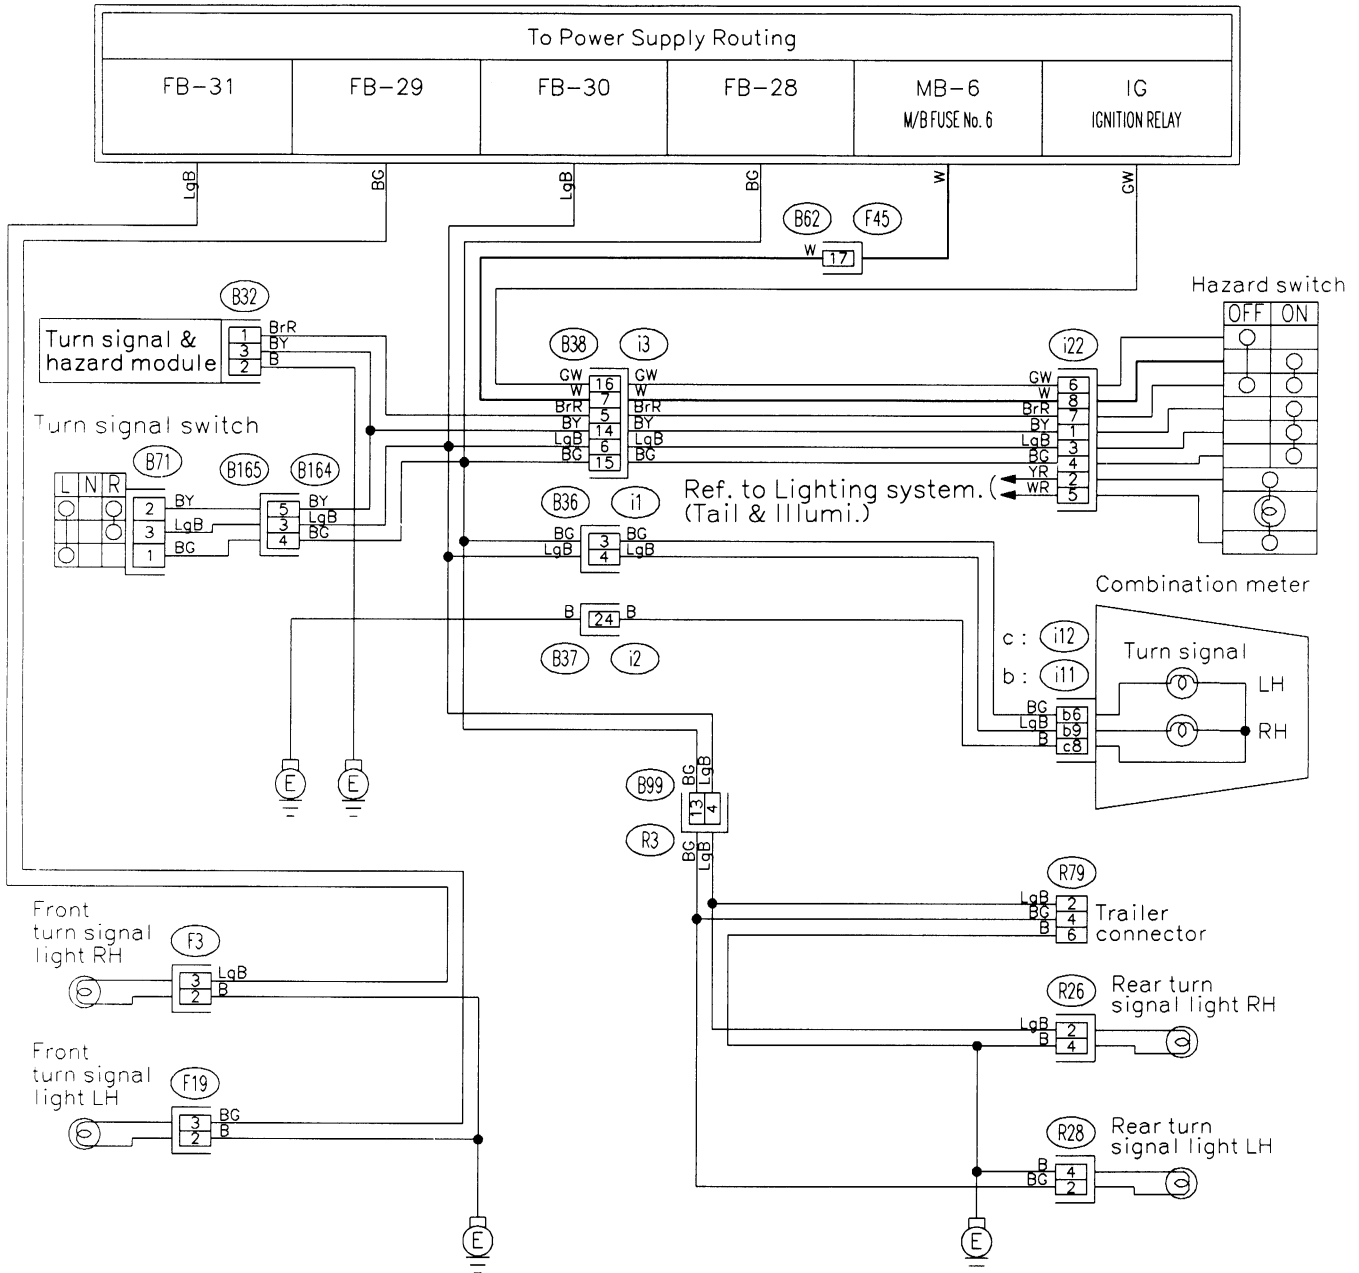 To Power Supply Routing
FB-31
FB-29
FB-30
FB-28
MB-6
M/B FUSE No. 6
IG
IGNITION RELAY
LgB
BG
LgB
BG
W
GW
B62
F45
W
17
Hazard switch
OFF
ON
B32
Turn signal &
hazard module
1
3
2
BrR
BY
B
B38
i3
i22
GW
W
BrR
BY
LgB
BG
16
7
5
14
6
15
GW
W
BrR
BY
LgB
BG
GW
W
BrR
BY
LgB
BG
YR
WR
6
8
7
1
3
4
2
5
Turn signal switch
L N R
B71
B165
B164
2
3
1
BY
LgB
BG
5
3
4
BY
LgB
BG
Ref. to Lighting system.
(Tail & Illumi.)
B36
i1
BG
LgB
3
4
BG
LgB
B
24
B
B37
i2
Combination meter
c : i12
b : i11
Turn signal
LH
RH
BG
LgB
B
b6
b9
c8
E
E
B99
BG
LgB
13
4
R3
BG
LgB
R79
LgB
BG
B
2
4
6
Trailer
connector
Front
turn signal
light RH
F3
3
2
LgB
B
R26
LgB
B
2
4
Rear turn
signal light RH
Front
turn signal
light LH
F19
3
2
BG
B
R28
B
BG
4
2
Rear turn
signal light LH
E
E